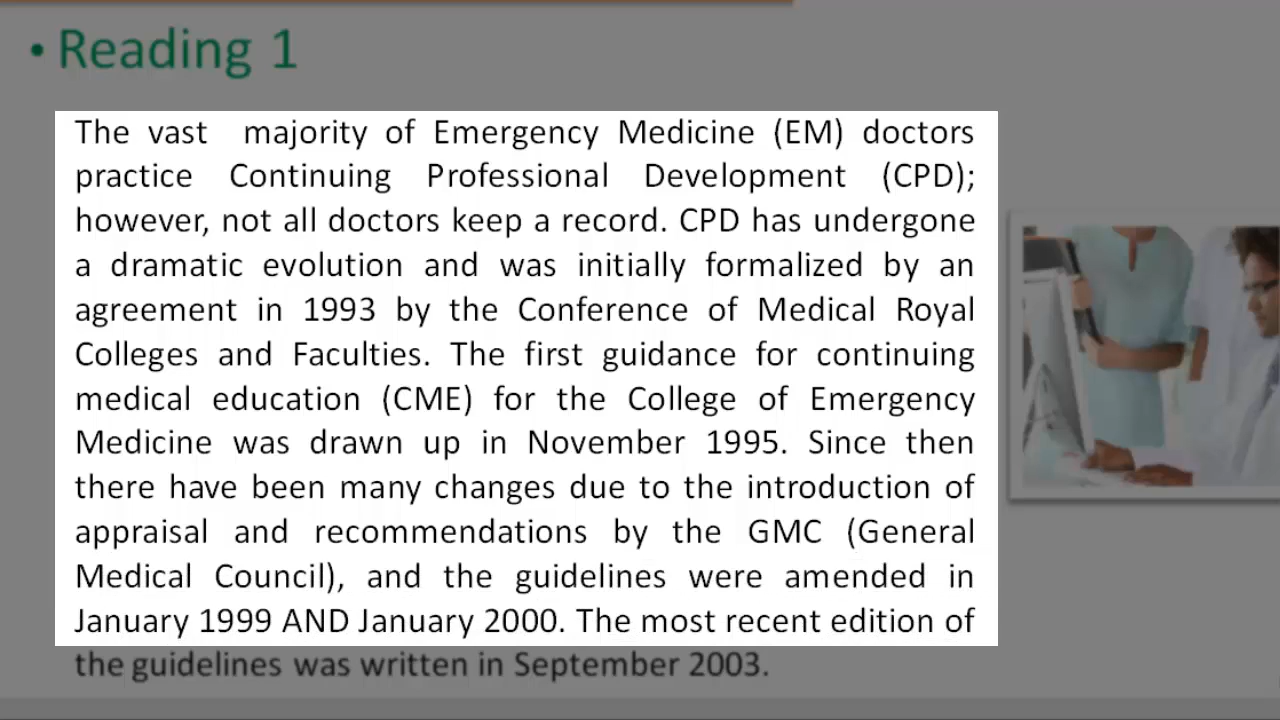 • Reading 1
The vast majority of Emergency Medicine (EM) doctors
practice Continuing Professional Development (CPD);
however, not all doctors keep a record. CPD has undergone
a dramatic evolution and was initially formalized by an
agreement in 1993 by the Conference of Medical Royal
Colleges and Faculties. The first guidance for continuing
medical education (CME) for the College of Emergency
Medicine was drawn up in November 1995. Since then
there have been many changes due to the introduction of
appraisal and recommendations by the GMC (General
Medical Council), and the guidelines were amended in
January 1999 AND January 2000. The most recent edition of
the guidelines was written in September 2003.